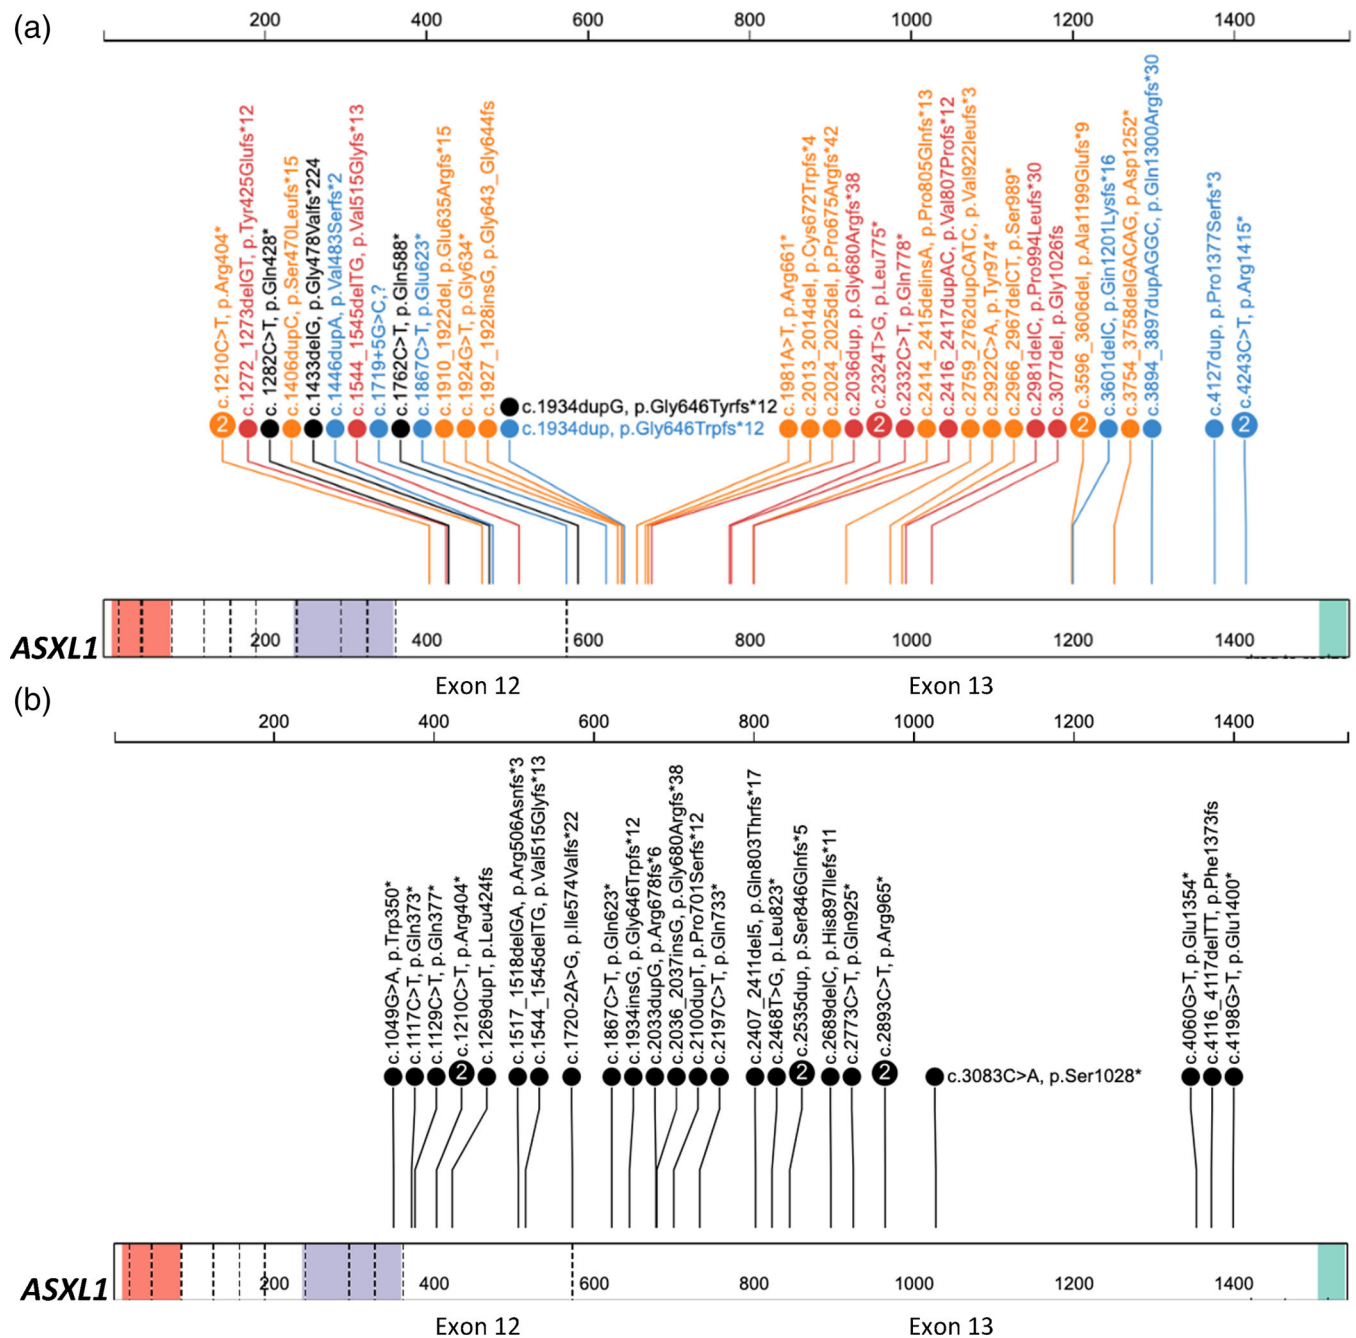 (a)
200 400 600 800 1000 1200 1400
2 c.1210C>T, p.Arg404*
c.1272_1273delGT, p.Tyr425Glufs*12
c.1282C>T, p.Gln428*
c.1406dupC, p.Ser470Leufs*15
c.1433delG, p.Gly478Valfs*224
c.1446dupA, p.Val483Serfs*2
c.1544_1545delTG, p.Val515Glyfs*13
c.1719+5G>C,?
c.1762C>T, p.Gln588*
c.1867C>T, p.Glu623*
c.1910_1922del, p.Glu635Argfs*15
c.1924G>T, p.Gly634*
c.1927_1928insG, p.Gly643_Gly644fs
c.1934dupG, p.Gly646Tyrfs*12
c.1934dup, p.Gly646Trpfs*12
c.1981A>T, p.Arg661*
c.2013_2014del, p.Cys672Trpfs*4
c.2024_2025del, p.Pro675Argfs*42
c.2036dup, p.Gly680Argfs*38
2 c.2324T>G, p.Leu775*
c.2332C>T, p.Gln778*
c.2414_2415delinsA, p.Pro805Glnfs*13
c.2416_2417dupAC, p.Val807Profs*12
c.2759_2762dupCATC, p.Val922Ileufs*3
c.2922C>A, p.Tyr974*
c.2966_2967delCT, p.Ser989*
c.2981delC, p.Pro994Leufs*30
c.3077del, p.Gly1026fs
2 c.3596_3606del, p.Ala1199Glufs*9
c.3601delC, p.Gln1201Lysfs*16
c.3754_3758delGACAG, p.Asp1252*
c.3894_3897dupAGGC, p.Gln1300Argfs*30
c.4127dup, p.Pro1377Serfs*3
2 c.4243C>T, p.Arg1415*
ASXL1 200 400 600 800 1000 1200 1400
Exon 12 Exon 13
(b)
200 400 600 800 1000 1200 1400
c.1049G>A, p.Trp350*
c.1117C>T, p.Gln373*
c.1129C>T, p.Gln377*
2 c.1210C>T, p.Arg404*
c.1269dupT, p.Leu424fs
c.1517_1518delGA, p.Arg506Asnfs*3
c.1544_1545delTG, p.Val515Glyfs*13
c.1720-2A>G, p.Ile574Valfs*22
c.1867C>T, p.Gln623*
c.1934insG, p.Gly646Trpfs*12
c.2033dupG, p.Arg678fs*6
c.2036_2037insG, p.Gly680Argfs*38
c.2100dupT, p.Pro701Serfs*12
c.2197C>T, p.Gln733*
c.2407_2411del5, p.Gln803Thrfs*17
c.2468T>G, p.Leu823*
2 c.2535dup, p.Ser846Glnfs*5
c.2689delC, p.His897Ilefs*11
c.2773C>T, p.Gln925*
2 c.2893C>T, p.Arg965*
c.3083C>A, p.Ser1028*
c.4060G>T, p.Glu1354*
c.4116_4117delTT, p.Phe1373fs
c.4198G>T, p.Glu1400*
ASXL1 200 400 600 800 1000 1200 1400
Exon 12 Exon 13